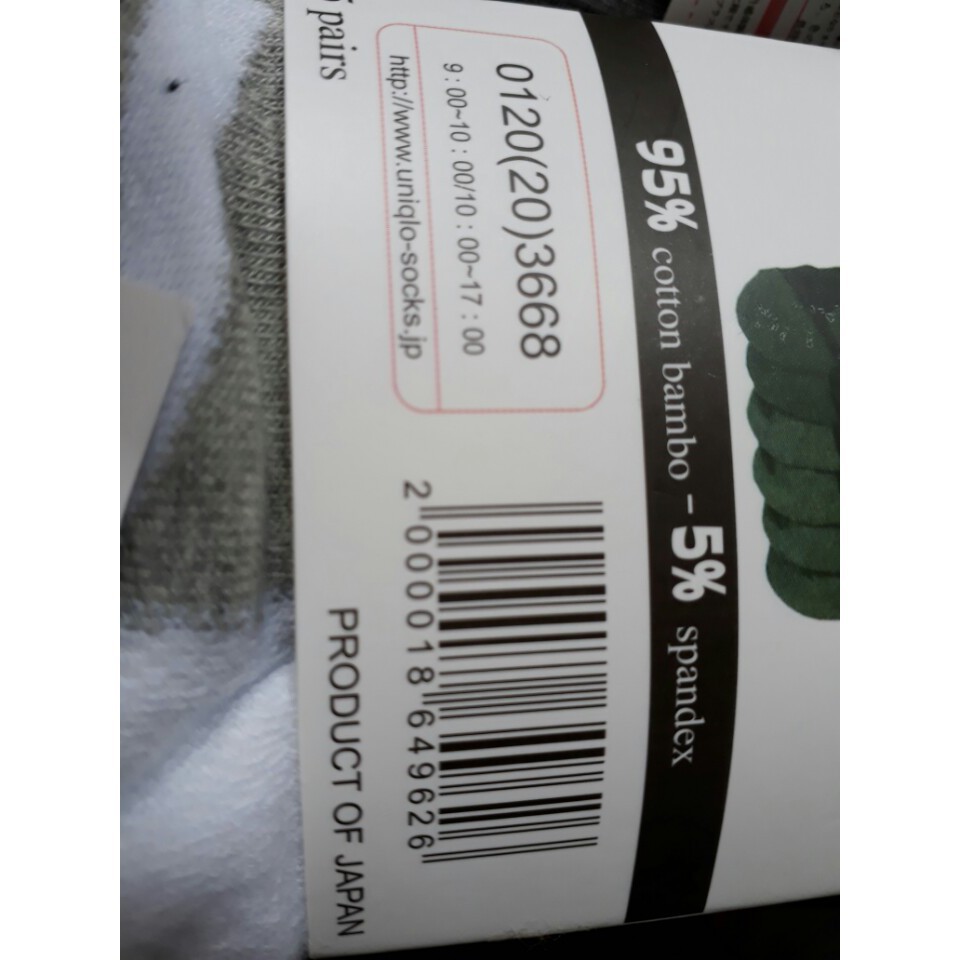 95% cotton bambo - 5% spandex
0120(20)3668
9:00~10:00/10:00~17:00
http://www.uniqlo-socks.jp
5 pairs
2 000018 649626
PRODUCT OF JAPAN